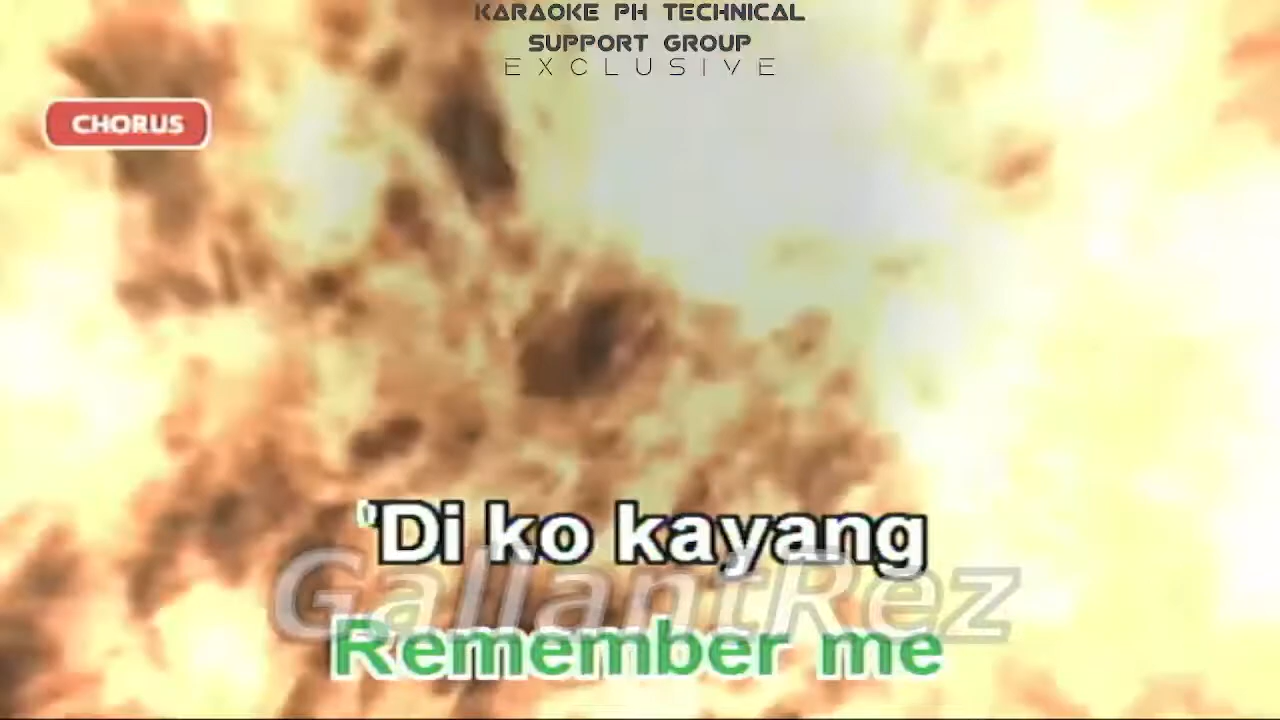 KARAOKE PH TECHNICAL
SUPPORT GROUP
EXCLUSIVE
CHORUS
'Di ko kayang
GallantRez
Remember me